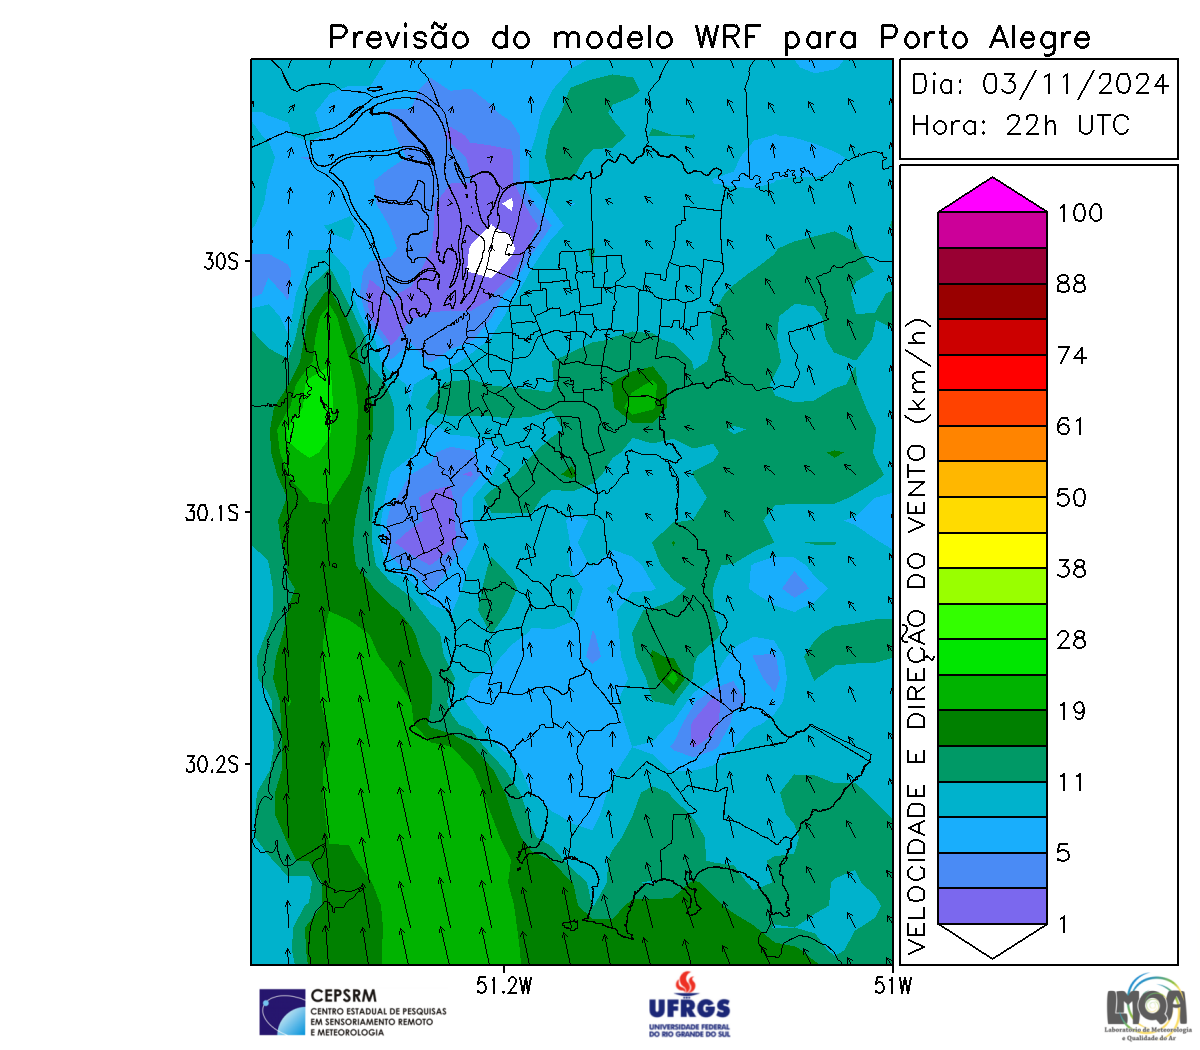 Previsão do modelo WRF para Porto Alegre
Dia: 03/11/2024
Hora: 22h UTC
VELOCIDADE E DIREÇÃO DO VENTO (km/h)
100
88
74
61
50
38
28
19
11
5
1
30S
30.1S
30.2S
51.2W
51W
CEPSRM
CENTRO ESTADUAL DE PESQUISAS
EM SENSORIAMENTO REMOTO
E METEOROLOGIA
UFRGS
UNIVERSIDADE FEDERAL
DO RIO GRANDE DO SUL
LMQA
Laboratório de Meteorologia
e Qualidade do Ar